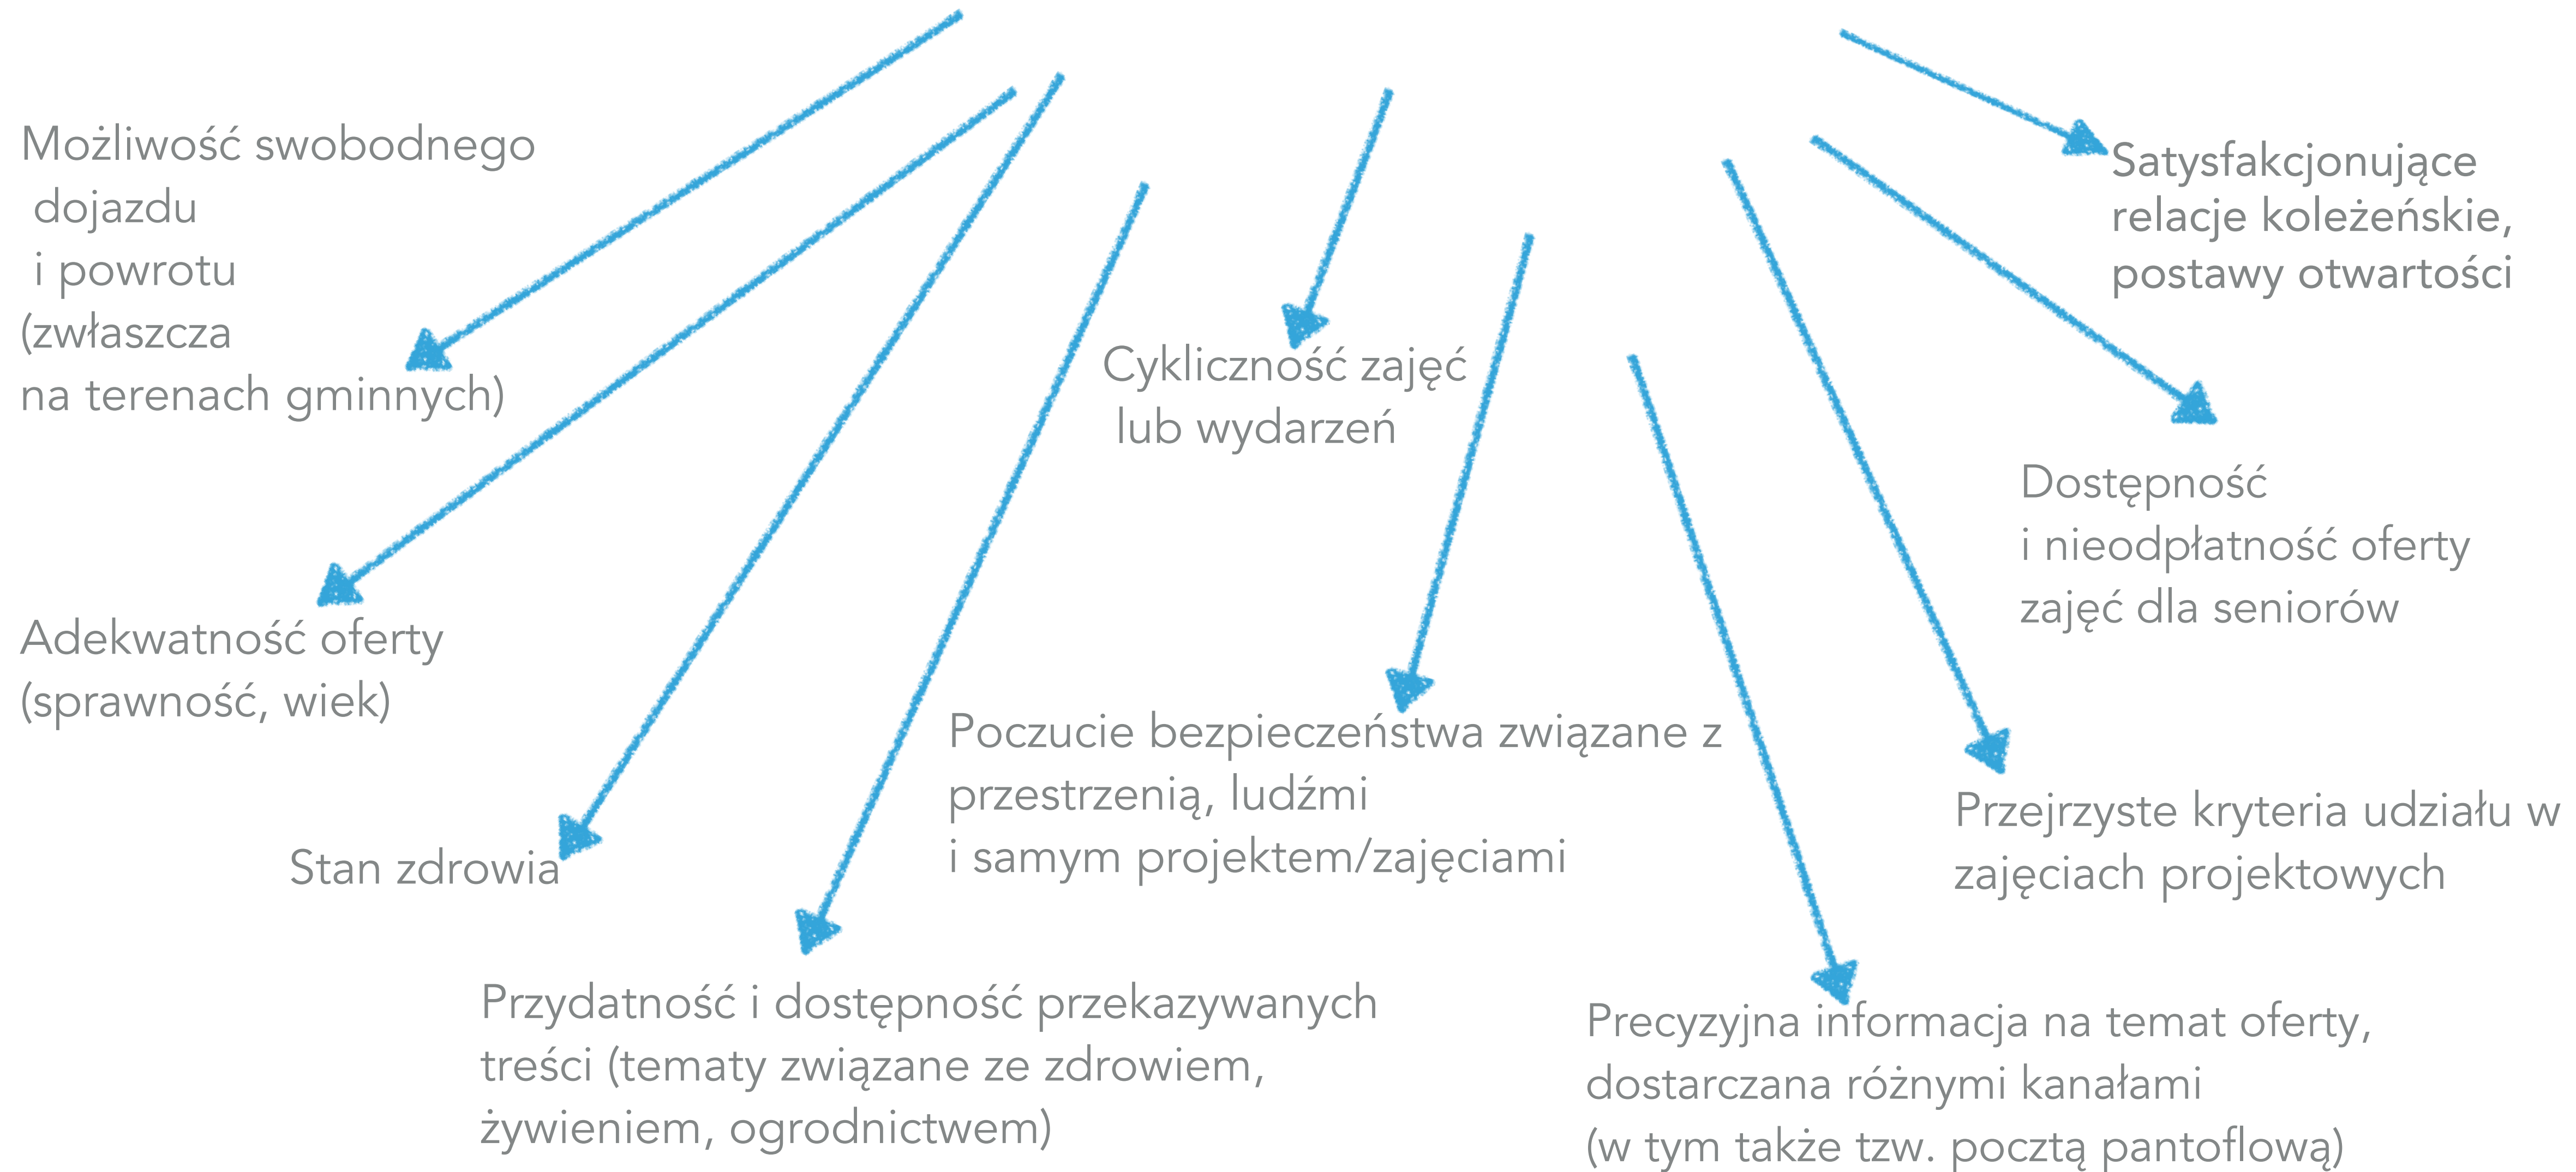 Możliwość swobodnego
dojazdu
i powrotu
(zwłaszcza
na terenach gminnych)
Adekwatność oferty
(sprawność, wiek)
Stan zdrowia
Przydatność i dostępność przekazywanych
treści (tematy związane ze zdrowiem,
żywieniem, ogrodnictwem)
Cykliczność zajęć
lub wydarzeń
Poczucie bezpieczeństwa związane z
przestrzenią, ludźmi
i samym projektem/zajęciami
Precyzyjna informacja na temat oferty,
dostarczana różnymi kanałami
(w tym także tzw. pocztą pantoflową)
Przejrzyste kryteria udziału w
zajęciach projektowych
Dostępność
i nieodpłatność oferty
zajęć dla seniorów
Satysfakcjonujące
relacje koleżeńskie,
postawy otwartości